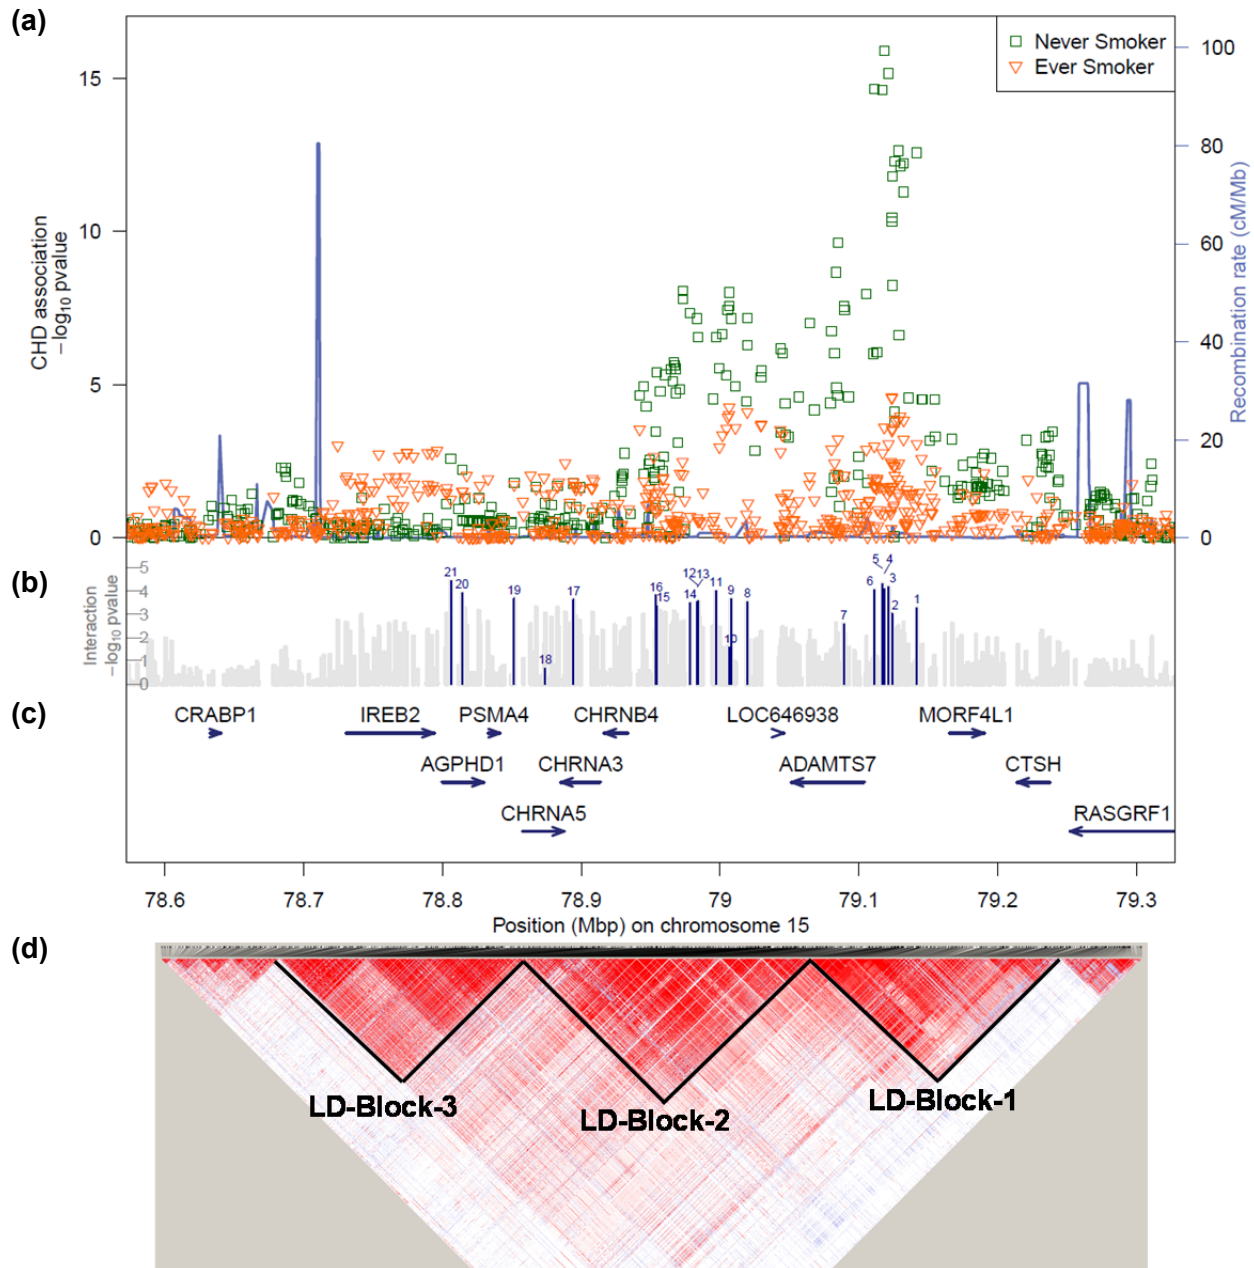 (a)
Never Smoker
Ever Smoker
15
10
5
0
CHD association
−log10 pvalue
100
80
60
40
20
0
Recombination rate (cM/Mb)
(b)
5
4
3
2
1
0
Interaction
−log10 pvalue
21
20
19
18
17
16
15
14
12
13
11
10
9
8
7
6
5
4
3
2
1
(c)
CRABP1
IREB2
PSMA4
CHRNB4
LOC646938
MORF4L1
AGPHD1
CHRNA3
ADAMTS7
CTSH
CHRNA5
RASGRF1
78.6 78.7 78.8 78.9 79 79.1 79.2 79.3
Position (Mbp) on chromosome 15
(d)
LD-Block-3
LD-Block-2
LD-Block-1